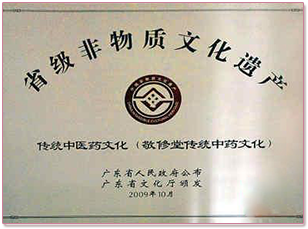 省级非物质文化遗产
传统中医药文化（敬修堂传统中药文化）
广东省人民政府公布
广东省文化厅颁发
2009年10月